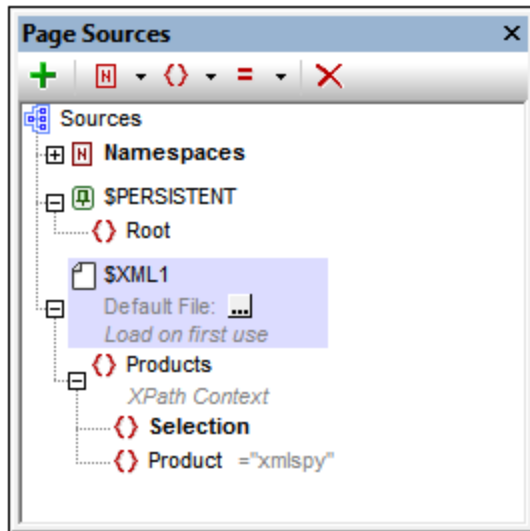 Page Sources
N
Sources
N Namespaces
$PERSISTENT
{} Root
$XML1
Default File: ...
Load on first use
{} Products
XPath Context
{} Selection
{} Product ="xmlspy"